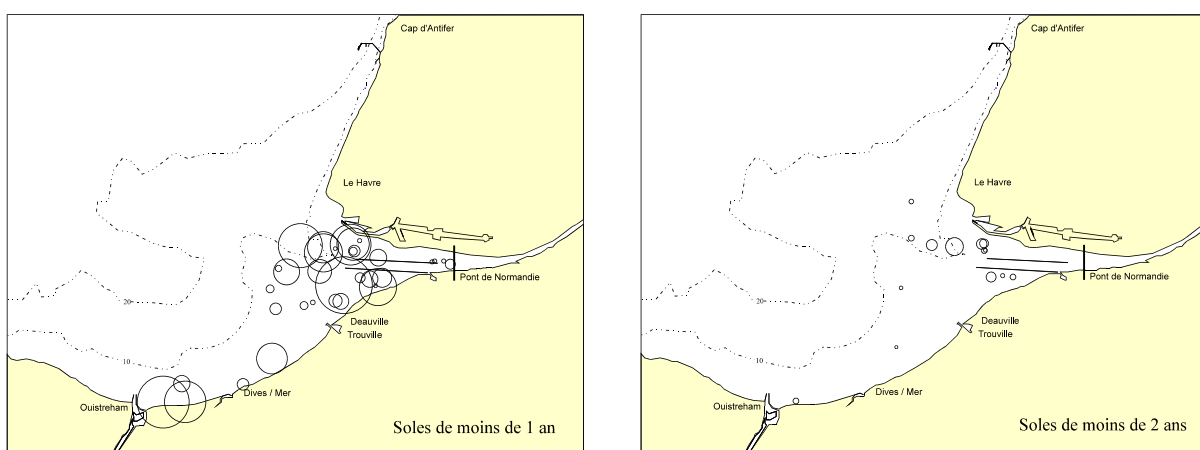 Cap d'Antifer
Le Havre
Pont de Normandie
20
Deauville
Trouville
10
Dives / Mer
Ouistreham
Soles de moins de 1 an
Cap d'Antifer
Le Havre
Pont de Normandie
20
Deauville
Trouville
10
Dives / Mer
Ouistreham
Soles de moins de 2 ans